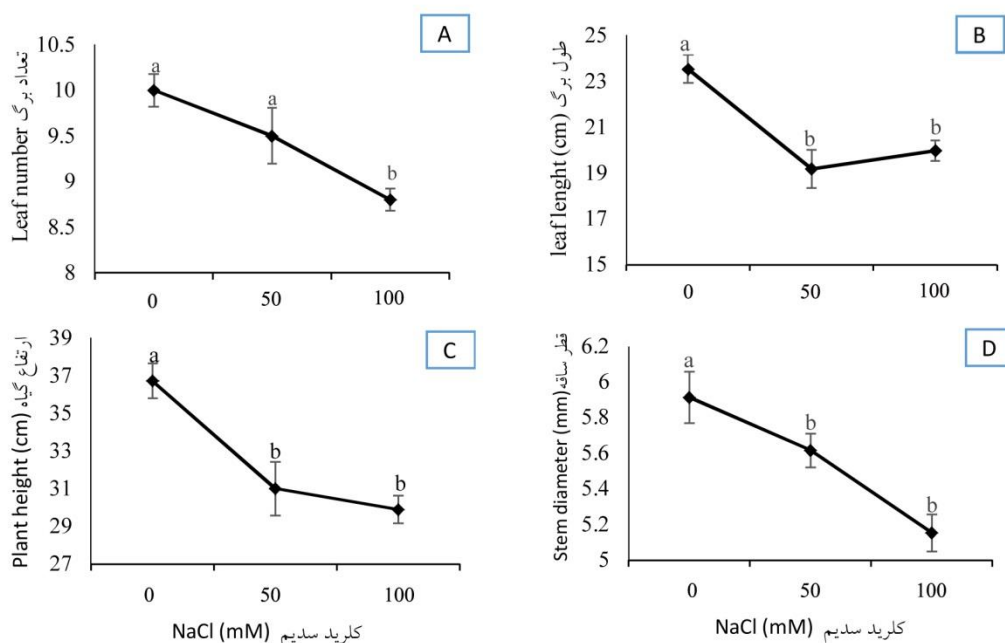 A
Leaf number تعداد برگ
10.5
10
9.5
9
8.5
8
a
a
b
0 50 100
B
leaf lenght (cm) طول برگ
25
23
21
19
17
15
a
b
b
0 50 100
C
Plant height (cm) ارتفاع گیاه
39
37
35
33
31
29
27
a
b
b
0 50 100
NaCl (mM) کلرید سدیم
D
Stem diameter (mm) قطر ساقه
6.2
6
5.8
5.6
5.4
5.2
5
a
b
b
0 50 100
NaCl (mM) کلرید سدیم